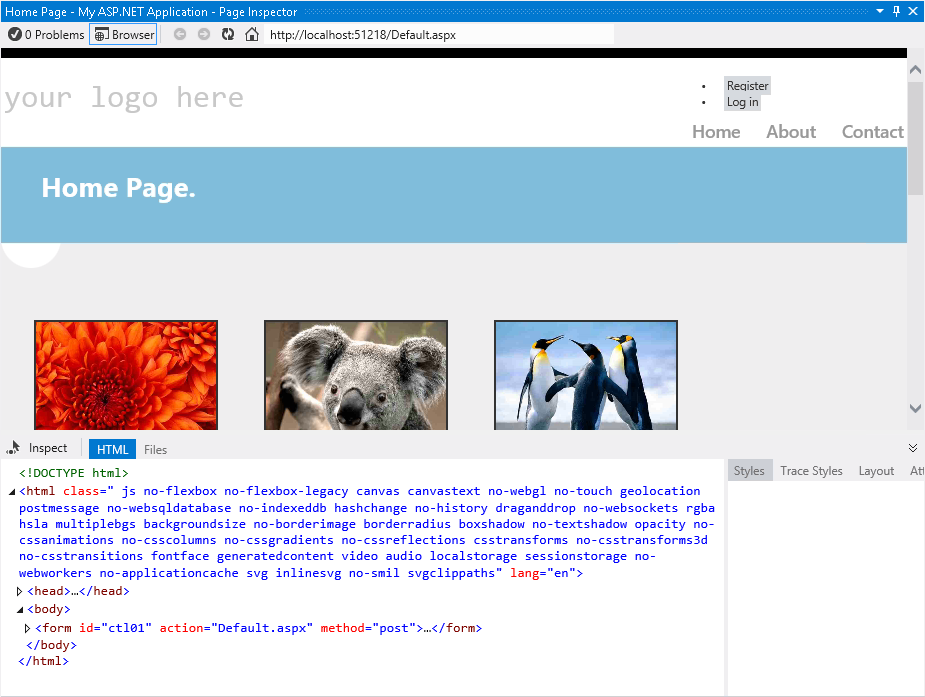 Home Page - My ASP.NET Application - Page Inspector
0 Problems Browser http://localhost:51218/Default.aspx
your logo here
• Register
• Log in
Home About Contact
Home Page.
Inspect HTML Files
Styles Trace Styles Layout Att
<!DOCTYPE html>
<html class=" js no-flexbox no-flexbox-legacy canvas canvastext no-webgl no-touch geolocation
postmessage no-websqldatabase no-indexeddb hashchange no-history draganddrop no-websockets rgba
hsla multiplebgs backgroundsize no-borderimage borderradius boxshadow no-textshadow opacity no-
cssanimations no-csscolumns no-cssgradients no-cssreflections csstransforms no-csstransforms3d
no-csstransitions fontface generatedcontent video audio localstorage sessionstorage no-
webworkers no-applicationcache svg inlinesvg no-smil svgclippaths" lang="en">
<head>…</head>
<body>
<form id="ctl01" action="Default.aspx" method="post">…</form>
</body>
</html>